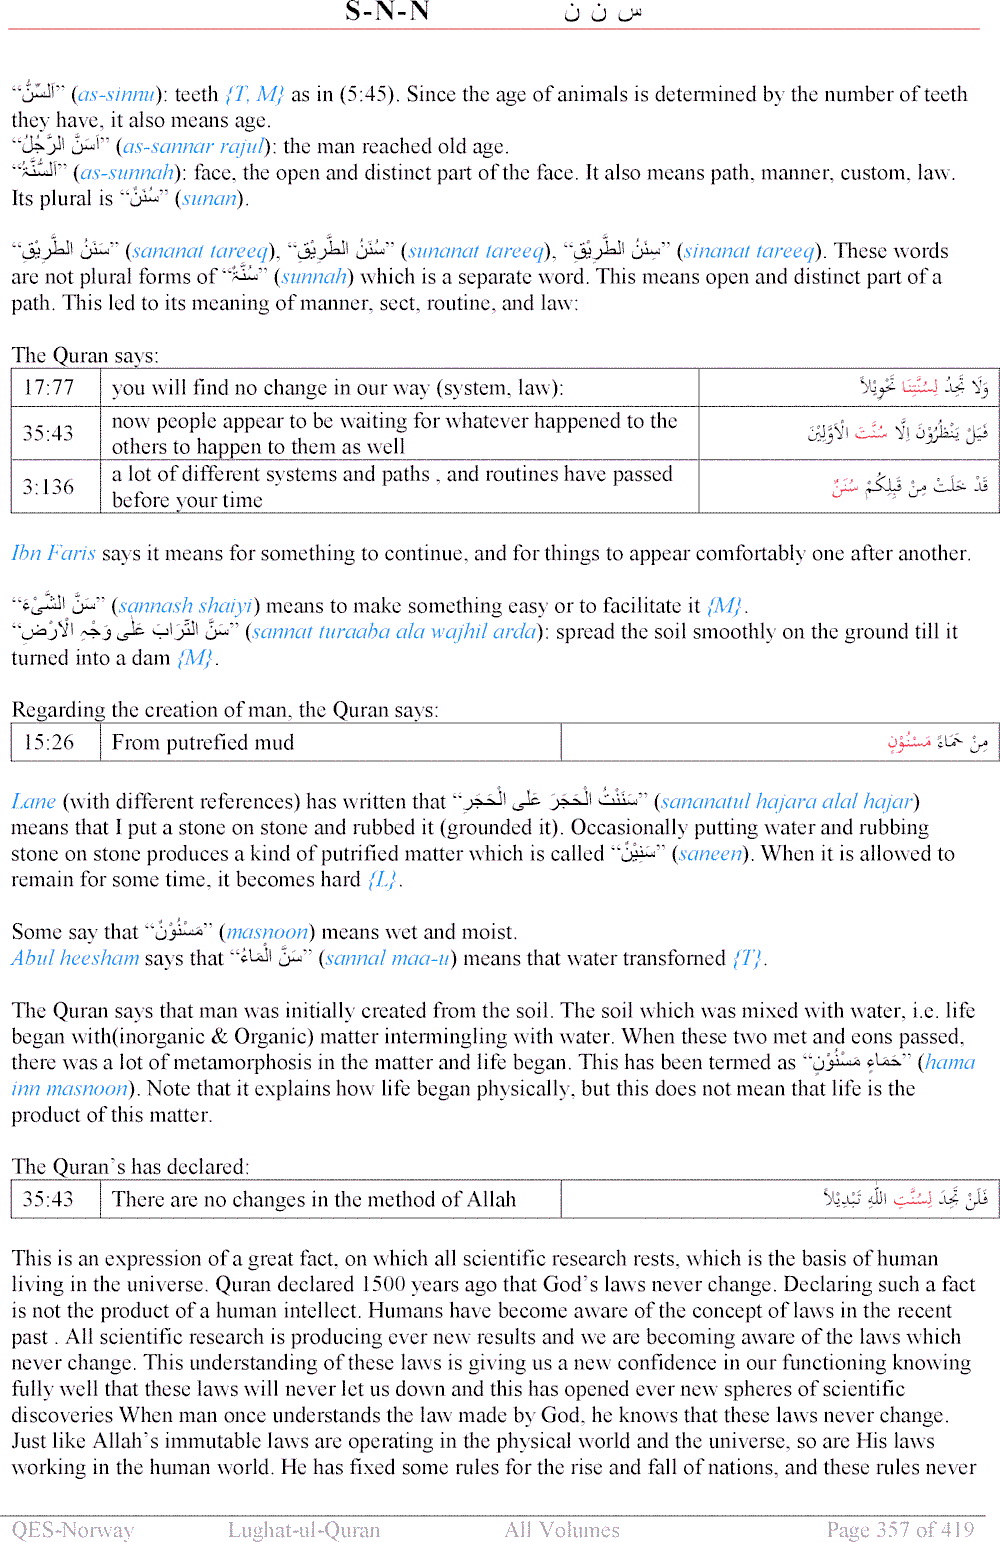 S-N-N س ن ن
“اَلسِّنُّ” (as-sinnu): teeth {T, M} as in (5:45). Since the age of animals is determined by the number of teeth
they have, it also means age.
“اَسَنَّ الرَّجُلُ” (as-sannar rajul): the man reached old age.
“اَلسُّنَّۃُ” (as-sunnah): face, the open and distinct part of the face. It also means path, manner, custom, law.
Its plural is “سُنَنٌ” (sunan).
“سَنَنُ الطَّرِیْقِ” (sananat tareeq), “سُنَنُ الطَّرِیْقِ” (sunanat tareeq), “سِنَنُ الطَّرِیْقِ” (sinanat tareeq). These words
are not plural forms of “سُنَّۃٌ” (sunnah) which is a separate word. This means open and distinct part of a
path. This led to its meaning of manner, sect, routine, and law:
The Quran says:
17:77 you will find no change in our way (system, law): وَلَا تَجِدُ لِسُنَّتِنَا تَحْوِیْلاً
35:43 now people appear to be waiting for whatever happened to the
others to happen to them as well فَہَلْ یَنْظُرُوْنَ اِلَّا سُنَّتَ الْاَوَّلِیْنَ
3:136 a lot of different systems and paths , and routines have passed
before your time قَدْ خَلَتْ مِنْ قَبِلِکُمْ سُنَنٌ
Ibn Faris says it means for something to continue, and for things to appear comfortably one after another.
“سَنَّ الشَّیْءَ” (sannash shaiyi) means to make something easy or to facilitate it {M}.
“سَنَّ التُّرَابَ عَلٰی وَجْہِ الْاَرْضِ” (sannat turaaba ala wajhil arda): spread the soil smoothly on the ground till it
turned into a dam {M}.
Regarding the creation of man, the Quran says:
15:26 From putrefied mud مِنْ حَمَاءً مَسْنُوْنٍ
Lane (with different references) has written that “سَنَنْتُ الْحَجَرَ عَلَی الْحَجَرِ” (sananatul hajara alal hajar)
means that I put a stone on stone and rubbed it (grounded it). Occasionally putting water and rubbing
stone on stone produces a kind of putrified matter which is called “سَنِیْنٌ” (saneen). When it is allowed to
remain for some time, it becomes hard {L}.
Some say that “مَسْنُوْنٌ” (masnoon) means wet and moist.
Abul heesham says that “سَنَّ الْمَاءُ” (sannal maa-u) means that water transforned {T}.
The Quran says that man was initially created from the soil. The soil which was mixed with water, i.e. life
began with(inorganic & Organic) matter intermingling with water. When these two met and eons passed,
there was a lot of metamorphosis in the matter and life began. This has been termed as “حَمَاءٍ مَسْنُوْنٍ” (hama
inn masnoon). Note that it explains how life began physically, but this does not mean that life is the
product of this matter.
The Quran’s has declared:
35:43 There are no changes in the method of Allah فَلَنْ تَجِدَ لِسُنَّتِ اللّٰہِ تَبْدِیْلاً
This is an expression of a great fact, on which all scientific research rests, which is the basis of human
living in the universe. Quran declared 1500 years ago that God’s laws never change. Declaring such a fact
is not the product of a human intellect. Humans have become aware of the concept of laws in the recent
past . All scientific research is producing ever new results and we are becoming aware of the laws which
never change. This understanding of these laws is giving us a new confidence in our functioning knowing
fully well that these laws will never let us down and this has opened ever new spheres of scientific
discoveries When man once understands the law made by God, he knows that these laws never change.
Just like Allah’s immutable laws are operating in the physical world and the universe, so are His laws
working in the human world. He has fixed some rules for the rise and fall of nations, and these rules never
QES-Norway Lughat-ul-Quran All Volumes Page 357 of 419